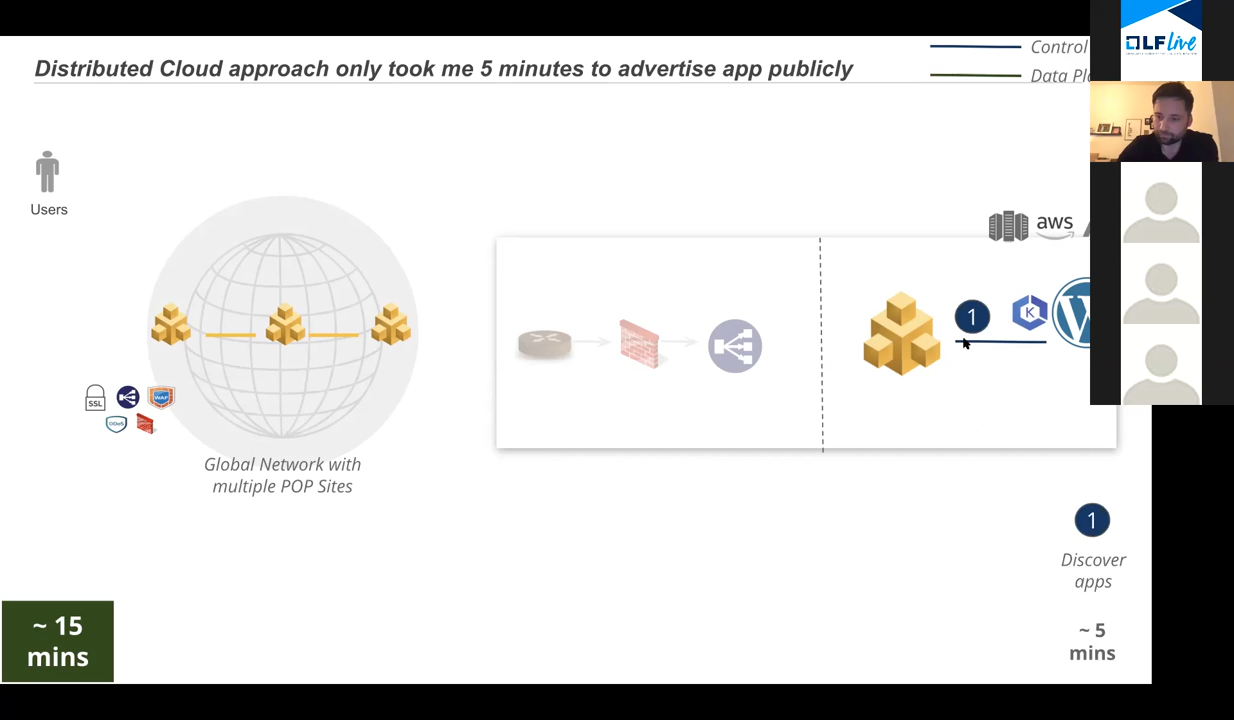 LF Live
Distributed Cloud approach only took me 5 minutes to advertise app publicly
Control
Data
Users
aws
1
K
SSL
WAF
Global Network with
multiple POP Sites
1
Discover
apps
~ 15
mins
~ 5
mins